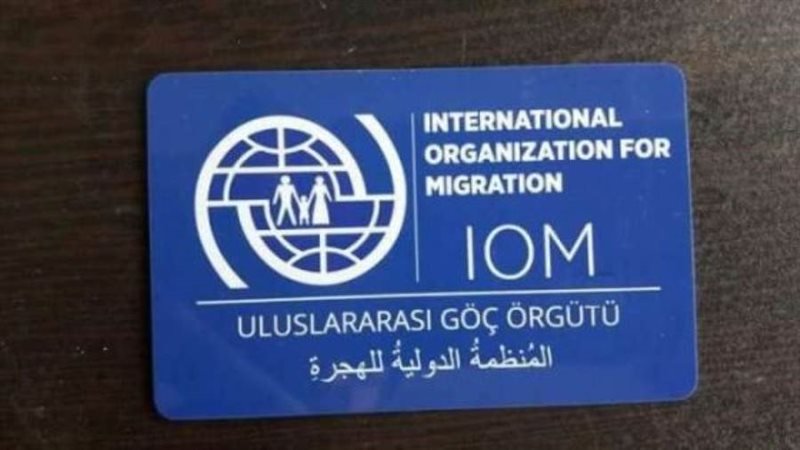 INTERNATIONAL
ORGANIZATION FOR
MIGRATION
IOM
ULUSLARARASI GÖÇ ÖRGÜTÜ
المُنظمةُ الدوليةُ للهجرةِ